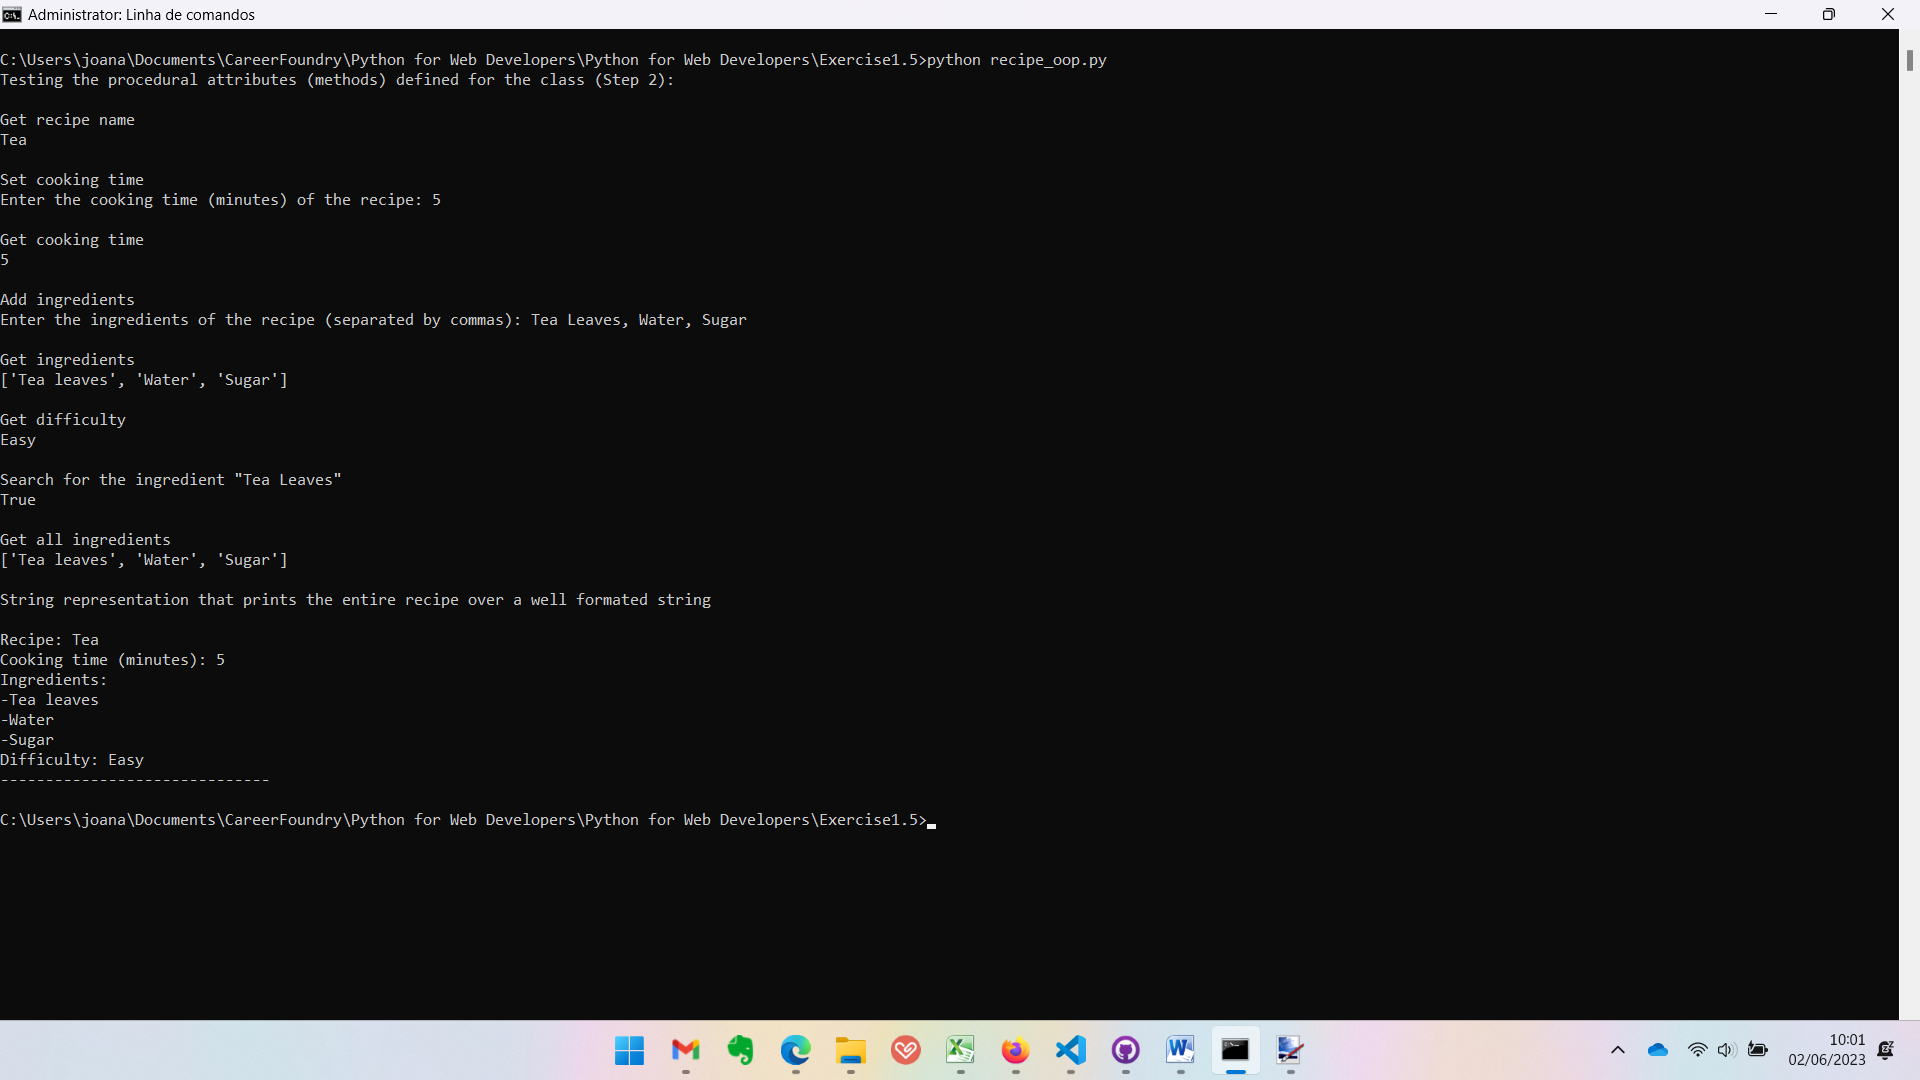 Administrator: Linha de comandos
C:\Users\joana\Documents\CareerFoundry\Python for Web Developers\Python for Web Developers\Exercise1.5>python recipe_oop.py
Testing the procedural attributes (methods) defined for the class (Step 2):
Get recipe name
Tea
Set cooking time
Enter the cooking time (minutes) of the recipe: 5
Get cooking time
5
Add ingredients
Enter the ingredients of the recipe (separated by commas): Tea Leaves, Water, Sugar
Get ingredients
['Tea leaves', 'Water', 'Sugar']
Get difficulty
Easy
Search for the ingredient "Tea Leaves"
True
Get all ingredients
['Tea leaves', 'Water', 'Sugar']
String representation that prints the entire recipe over a well formated string
Recipe: Tea
Cooking time (minutes): 5
Ingredients:
-Tea leaves
-Water
-Sugar
Difficulty: Easy
------------------------------
C:\Users\joana\Documents\CareerFoundry\Python for Web Developers\Python for Web Developers\Exercise1.5>
10:01
02/06/2023